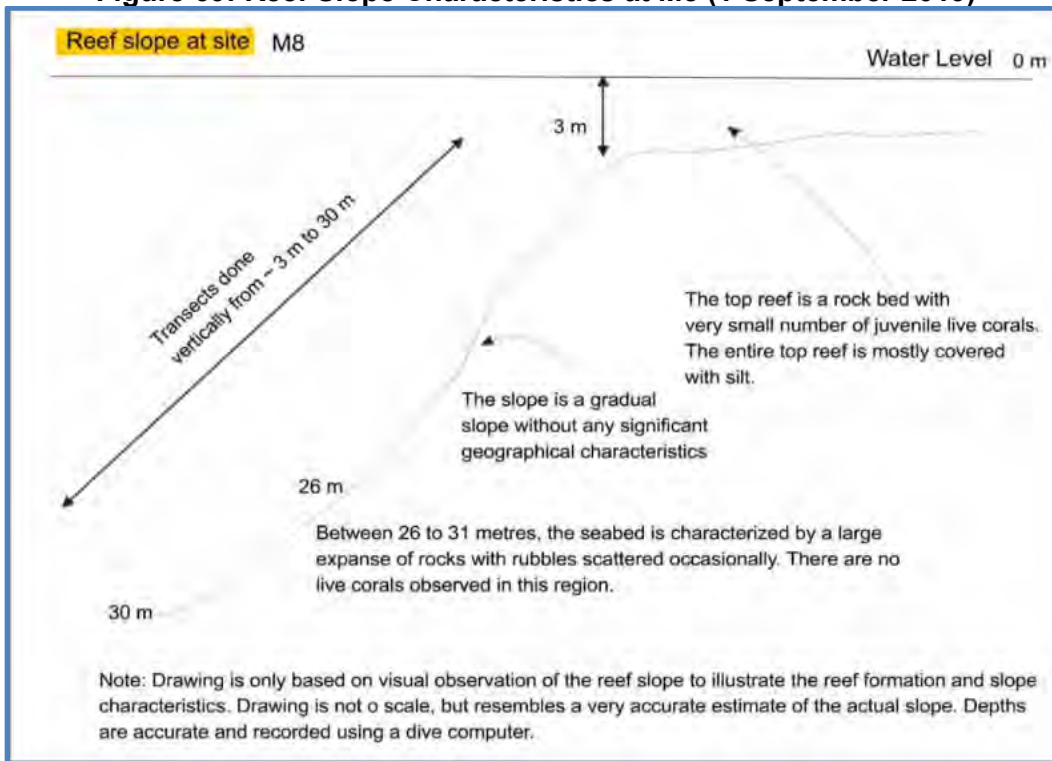 Reef slope at site M8
Water Level 0 m
3 m
Transects done
vertically from ~ 3 m to 30 m
The top reef is a rock bed with
very small number of juvenile live corals.
The entire top reef is mostly covered
with silt.
The slope is a gradual
slope without any significant
geographical characteristics
26 m
Between 26 to 31 metres, the seabed is characterized by a large
expanse of rocks with rubbles scattered occasionally. There are no
live corals observed in this region.
30 m
Note: Drawing is only based on visual observation of the reef slope to illustrate the reef formation and slope
characteristics. Drawing is not o scale, but resembles a very accurate estimate of the actual slope. Depths
are accurate and recorded using a dive computer.